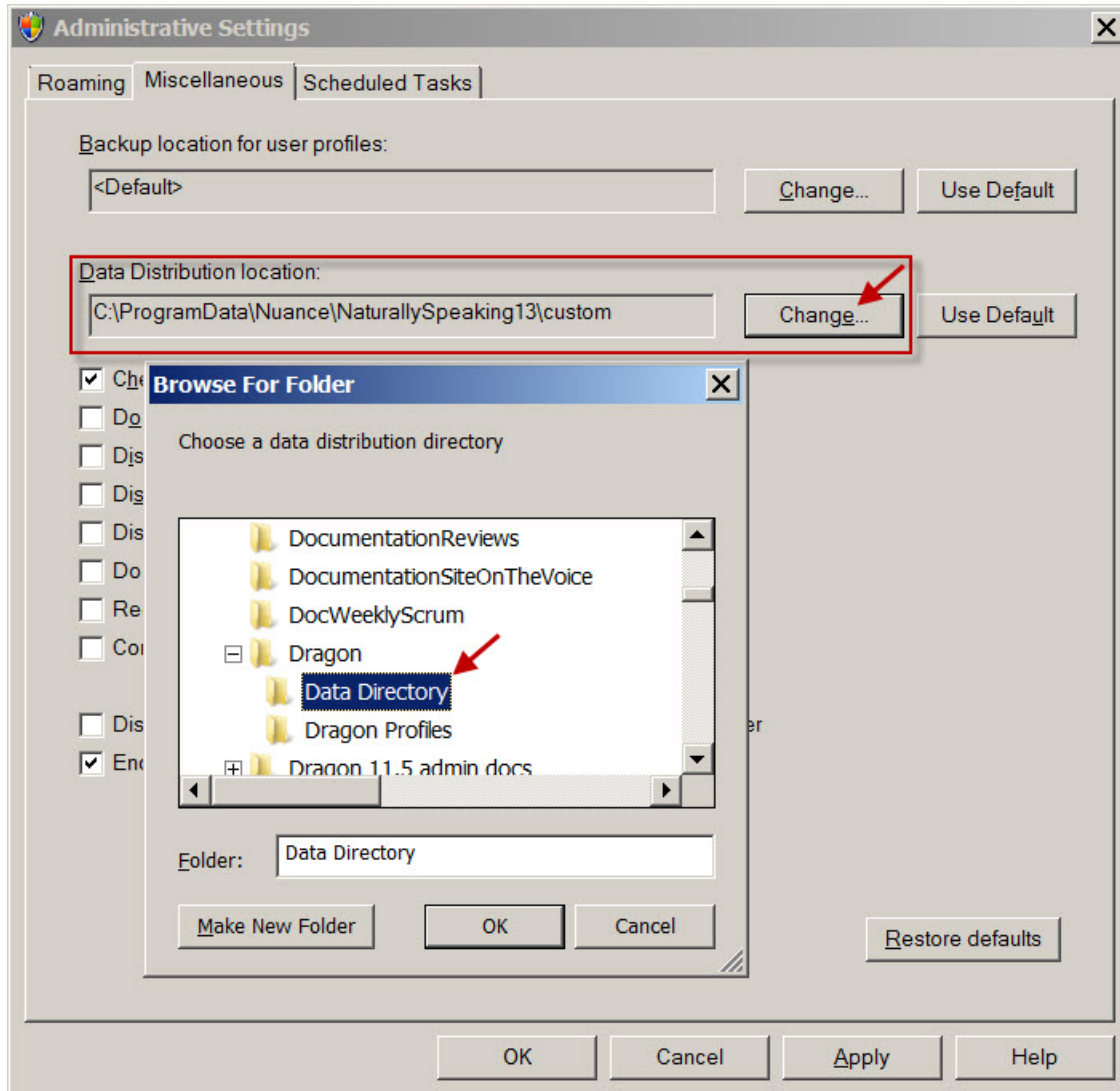 Administrative Settings
Roaming Miscellaneous Scheduled Tasks
Backup location for user profiles:
<Default> Change... Use Default
Data Distribution location:
C:\ProgramData\Nuance\NaturallySpeaking13\custom Change... Use Default
Browse For Folder
Choose a data distribution directory
DocumentationReviews
DocumentationSiteOnTheVoice
DocWeeklyScrum
Dragon
Data Directory
Dragon Profiles
Dragon 11.5 admin docs
Folder: Data Directory
Make New Folder OK Cancel
Restore defaults
OK Cancel Apply Help